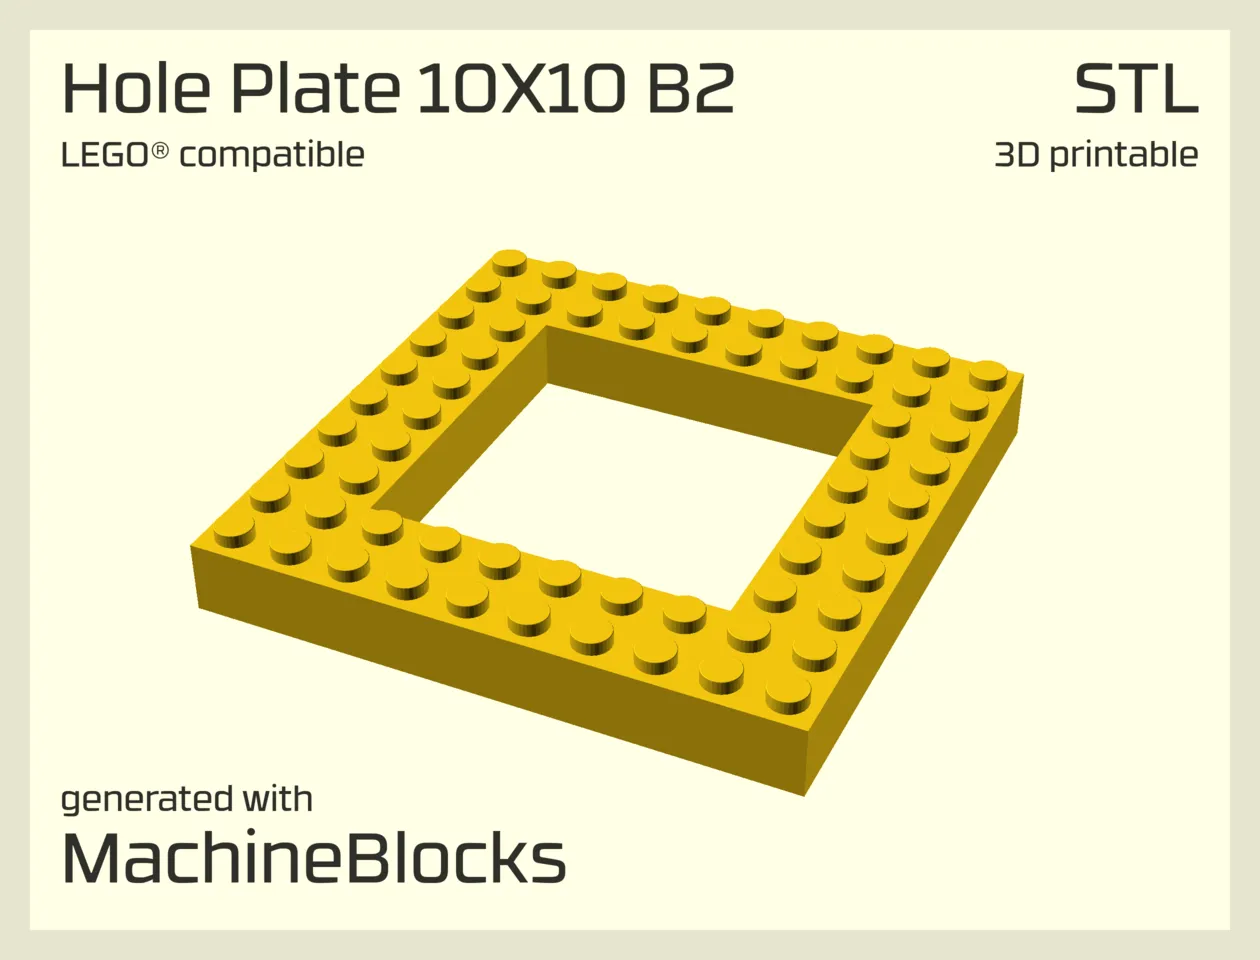 Hole Plate 10X10 B2
LEGO® compatible
STL
3D printable
generated with
MachineBlocks